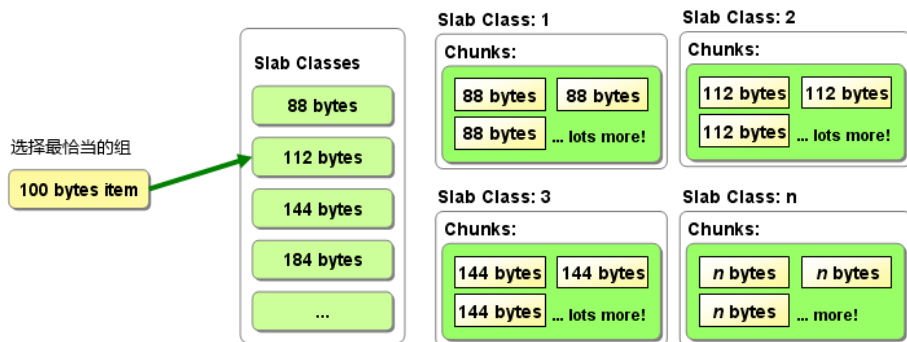 选择最恰当的组
100 bytes item
Slab Classes
88 bytes
112 bytes
144 bytes
184 bytes
...
Slab Class: 1
Chunks:
88 bytes 88 bytes
88 bytes ... lots more!
Slab Class: 2
Chunks:
112 bytes 112 bytes
112 bytes ... lots more!
Slab Class: 3
Chunks:
144 bytes 144 bytes
144 bytes ... lots more!
Slab Class: n
Chunks:
n bytes n bytes
n bytes ... more!